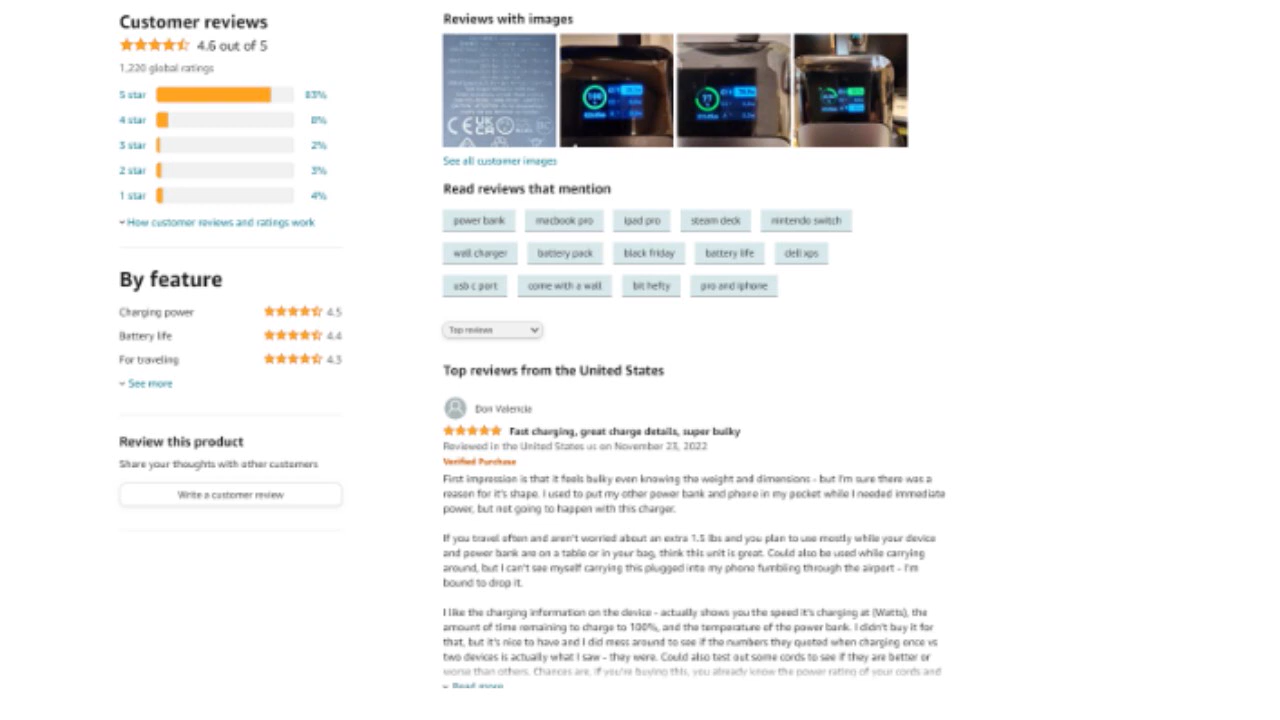 Customer reviews
4.6 out of 5
1,220 global ratings
5 star 83%
4 star 8%
3 star 2%
2 star 3%
1 star 4%
How customer reviews and ratings work
By feature
Charging power 4.5
Battery life 4.4
For traveling 4.3
See more
Review this product
Share your thoughts with other customers
Write a customer review
Reviews with images
See all customer images
Read reviews that mention
power bank macbook pro ipad pro steam deck nintendo switch
wall charger battery pack black friday battery life dell xps
usb c port come with a wall bit hefty pro and iphone
Top reviews
Top reviews from the United States
Don Valencia
Fast charging, great charge details, super bulky
Reviewed in the United States us on November 23, 2022
Verified Purchase
First impression is that it feels bulky even knowing the weight and dimensions - but I'm sure there was a
reason for it's shape. I used to put my other power bank and phone in my pocket while I needed immediate
power, but not going to happen with this charger.
If you travel often and aren't worried about an extra 1.5 lbs and you plan to use mostly while your device
and power bank are on a table or in your bag, think this unit is great. Could also be used while carrying
around, but I can't see myself carrying this plugged into my phone fumbling through the airport - I'm
bound to drop it.
I like the charging information on the device - actually shows you the speed it's charging at (Watts), the
amount of time remaining to charge to 100%, and the temperature of the power bank. I didn't buy it for
that, but it's nice to have and I did mess around to see if the numbers they quoted when charging once vs
two devices is actually what I saw - they were. Could also test out some cords to see if they are better or
worse than others. Chances are, if you're buying this, you already know the power rating of your cords and
Read more